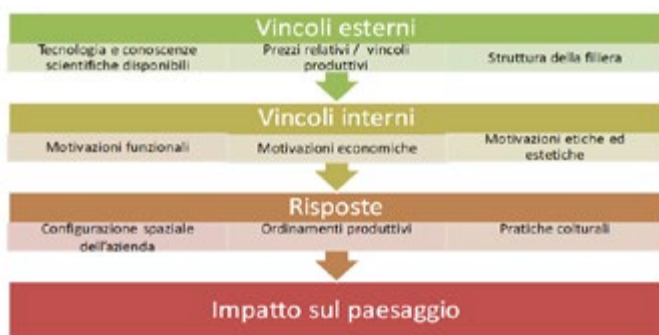 Vincoli esterni
Tecnologia e conoscenze
scientifiche disponibili
Prezzi relativi / vincoli
produttivi
Struttura della filiera
Vincoli interni
Motivazioni funzionali
Motivazioni economiche
Motivazioni etiche ed
estetiche
Risposte
Configurazione spaziale
dell'azienda
Ordinamenti produttivi
Pratiche colturali
Impatto sul paesaggio